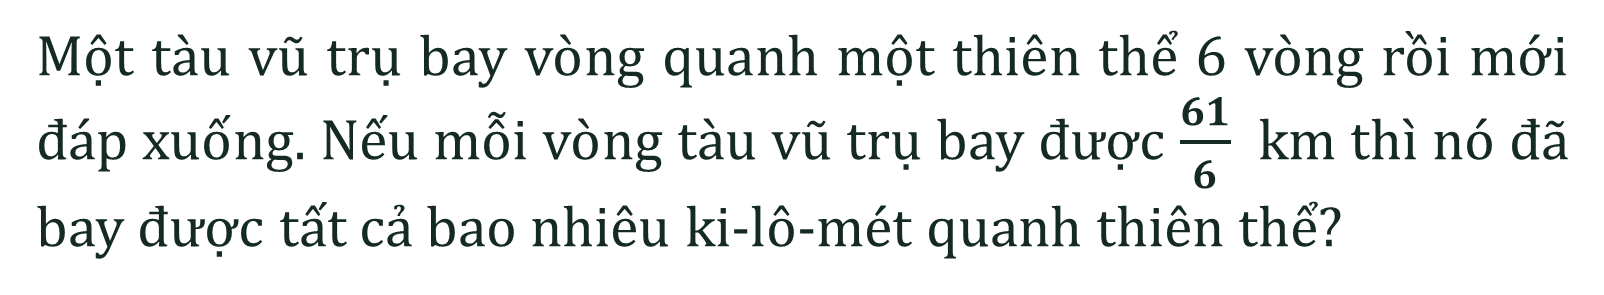 Một tàu vũ trụ bay vòng quanh một thiên thể 6 vòng rồi mới
đáp xuống. Nếu mỗi vòng tàu vũ trụ bay được 61/6 km thì nó đã
bay được tất cả bao nhiêu ki-lô-mét quanh thiên thể?